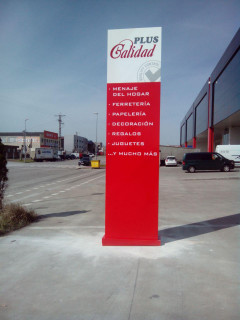 PLUS
Calidad
· MENAJE
DEL HOGAR
· FERRETERÍA
· PAPELERÍA
· DECORACIÓN
· REGALOS
· JUGUETES
...Y MUCHO MÁS